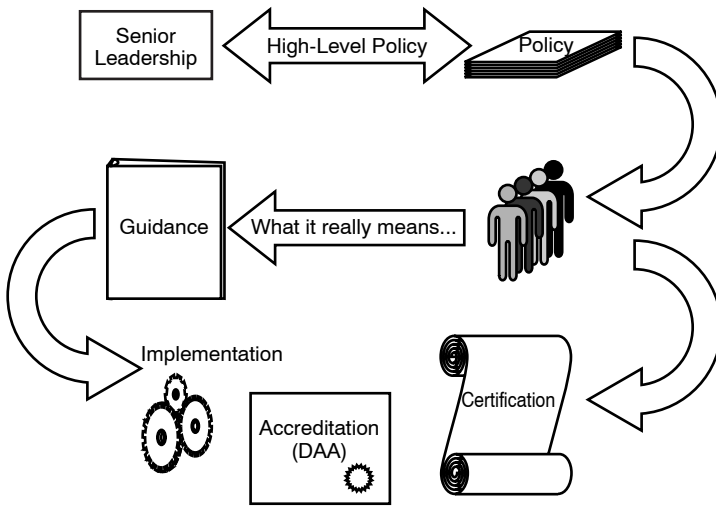 Senior
Leadership
High-Level Policy
Policy
Guidance
What it really means...
Implementation
Accreditation
(DAA)
Certification